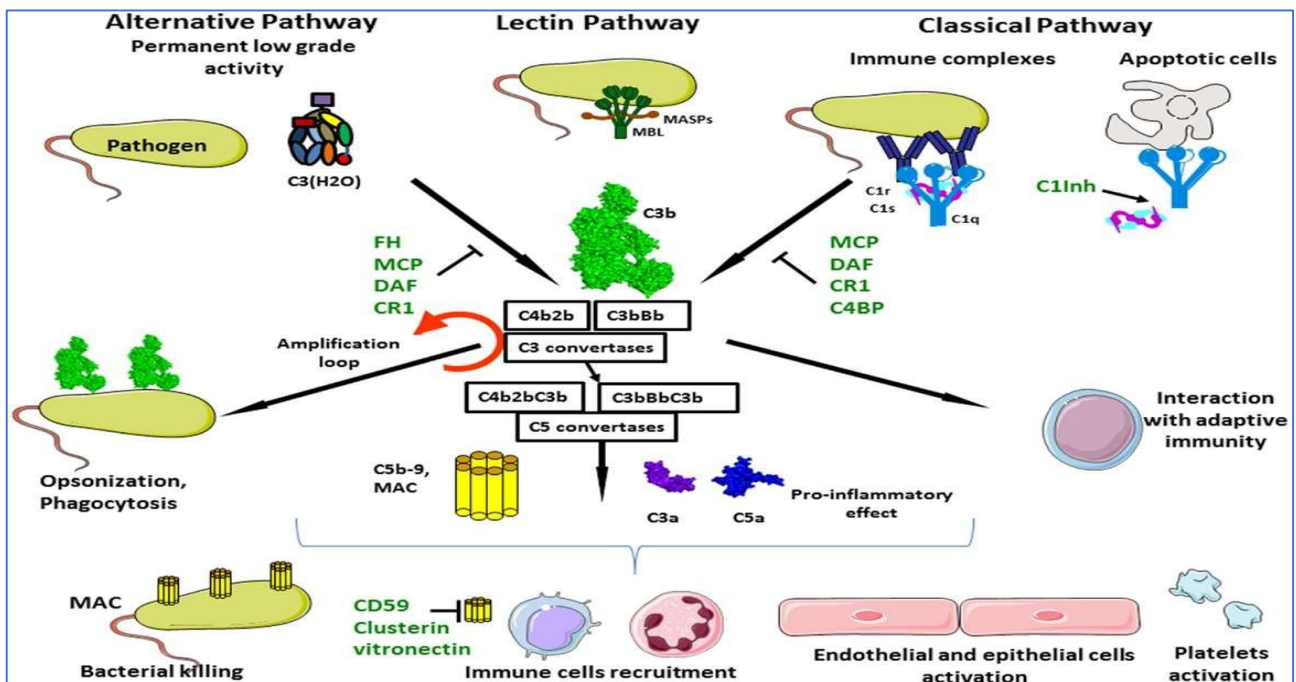 Alternative Pathway
Permanent low grade
activity
Pathogen
C3(H2O)
Lectin Pathway
MASPs
MBL
Classical Pathway
Immune complexes
Apoptotic cells
C1r
C1s
C1q
C1Inh
C3b
FH
MCP
DAF
CR1
MCP
DAF
CR1
C4BP
C4b2b
C3bBb
C3 convertases
Amplification
loop
C4b2bC3b
C3bBbC3b
C5 convertases
Opsonization,
Phagocytosis
C5b-9,
MAC
C3a
C5a
Pro-inflammatory
effect
Interaction
with adaptive
immunity
MAC
Bacterial killing
CD59
Clusterin
vitronectin
Immune cells recruitment
Endothelial and epithelial cells
activation
Platelets
activation